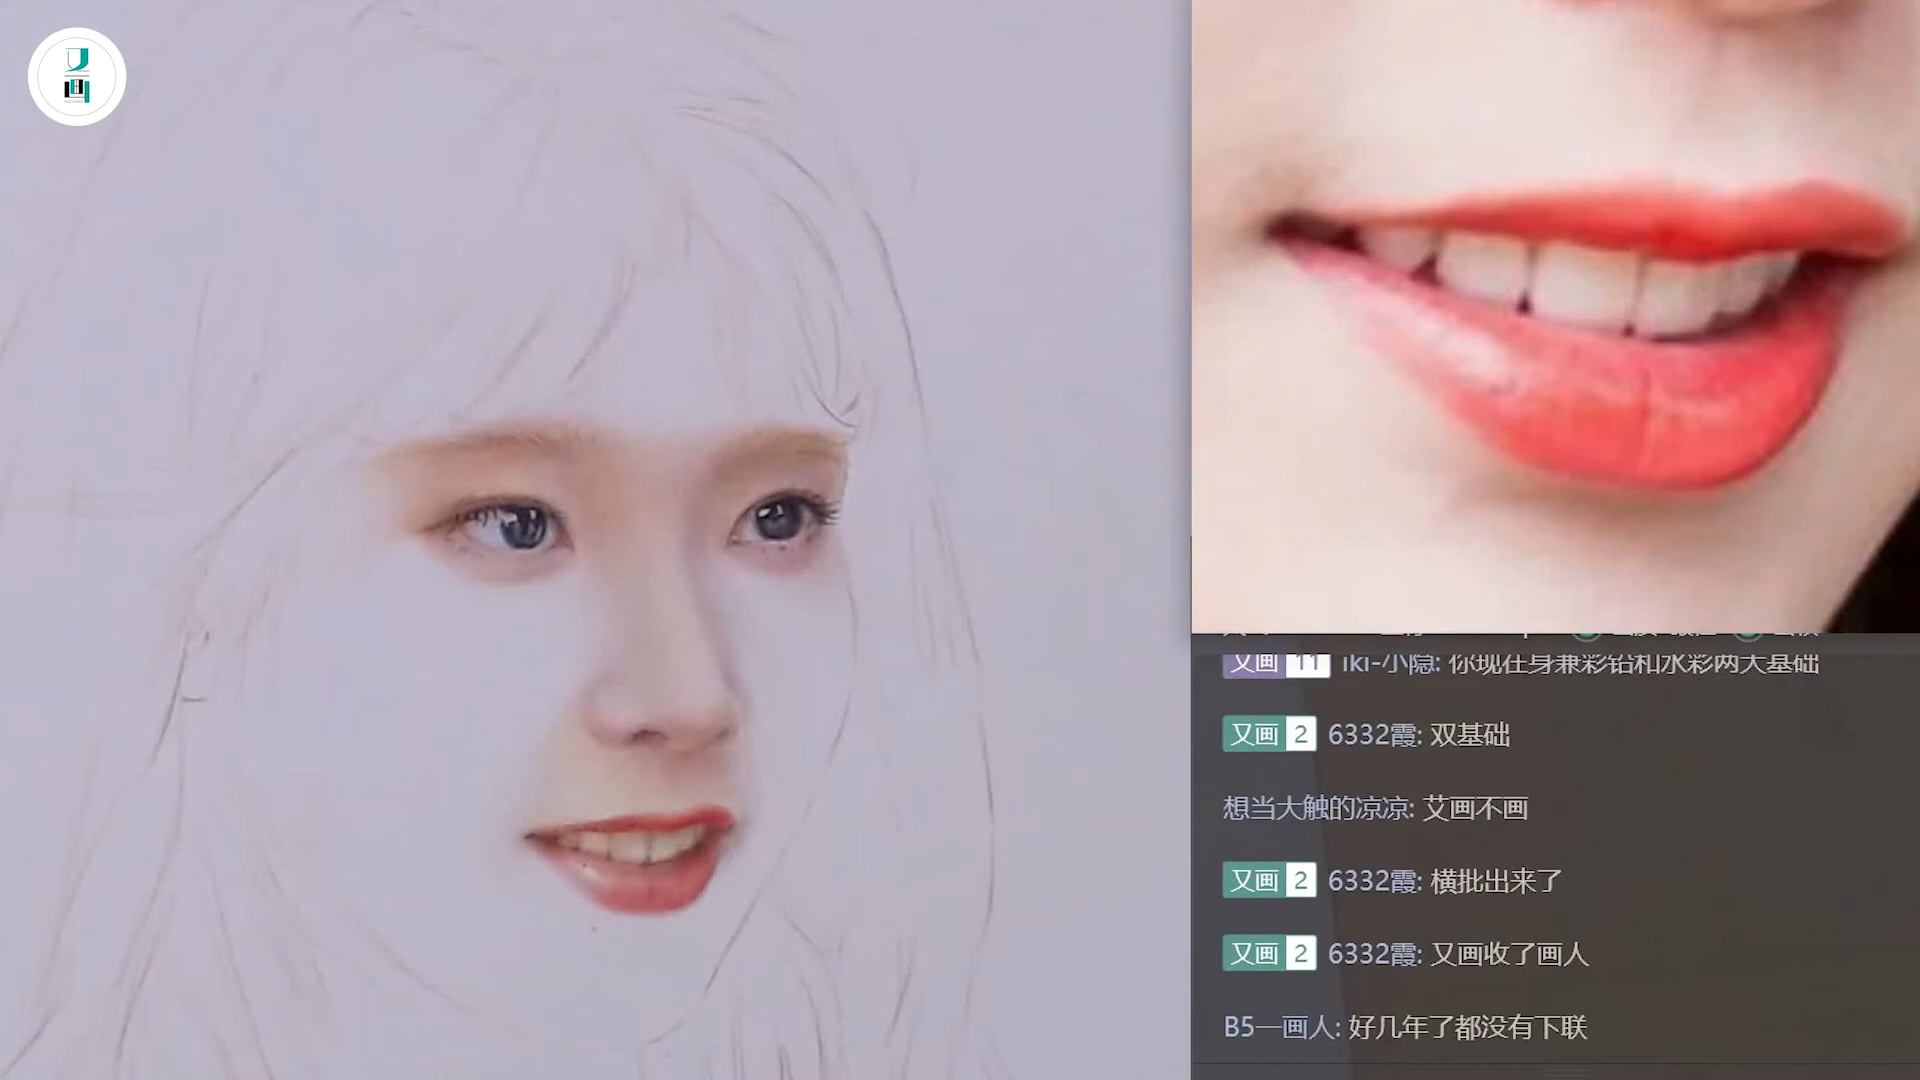 又画 11 iki-小隐: 你现在身兼彩铅和水彩两大基础
又画 2 6332霞: 双基础
想当大触的凉凉: 艾画不画
又画 2 6332霞: 横批出来了
又画 2 6332霞: 又画收了画人
B5一画人: 好几年了都没有下联